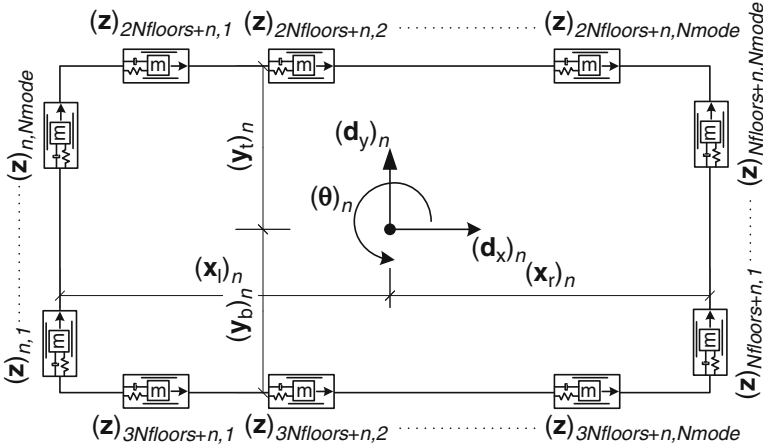 (z)2Nfloors+n,1 (z)2Nfloors+n,2 ............ (z)2Nfloors+n,Nmode
m m m
(z)n,1 ............ (z)n,Nmode
m
m
(z)Nfloors+n,1 ............ (z)Nfloors+n,Nmode
m
m
(yt)n
(dy)n
(θ)n
(dx)n
(xl)n
(xr)n
(yb)n
m m m
(z)3Nfloors+n,1 (z)3Nfloors+n,2 ............ (z)3Nfloors+n,Nmode